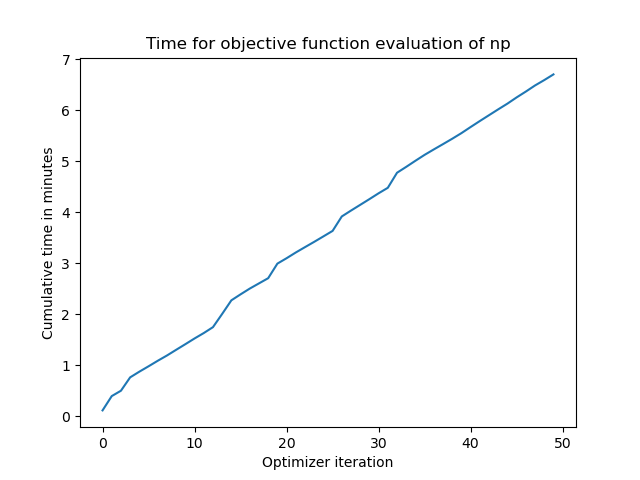 Time for objective function evaluation of np
Cumulative time in minutes
7
6
5
4
3
2
1
0
0 10 20 30 40 50
Optimizer iteration